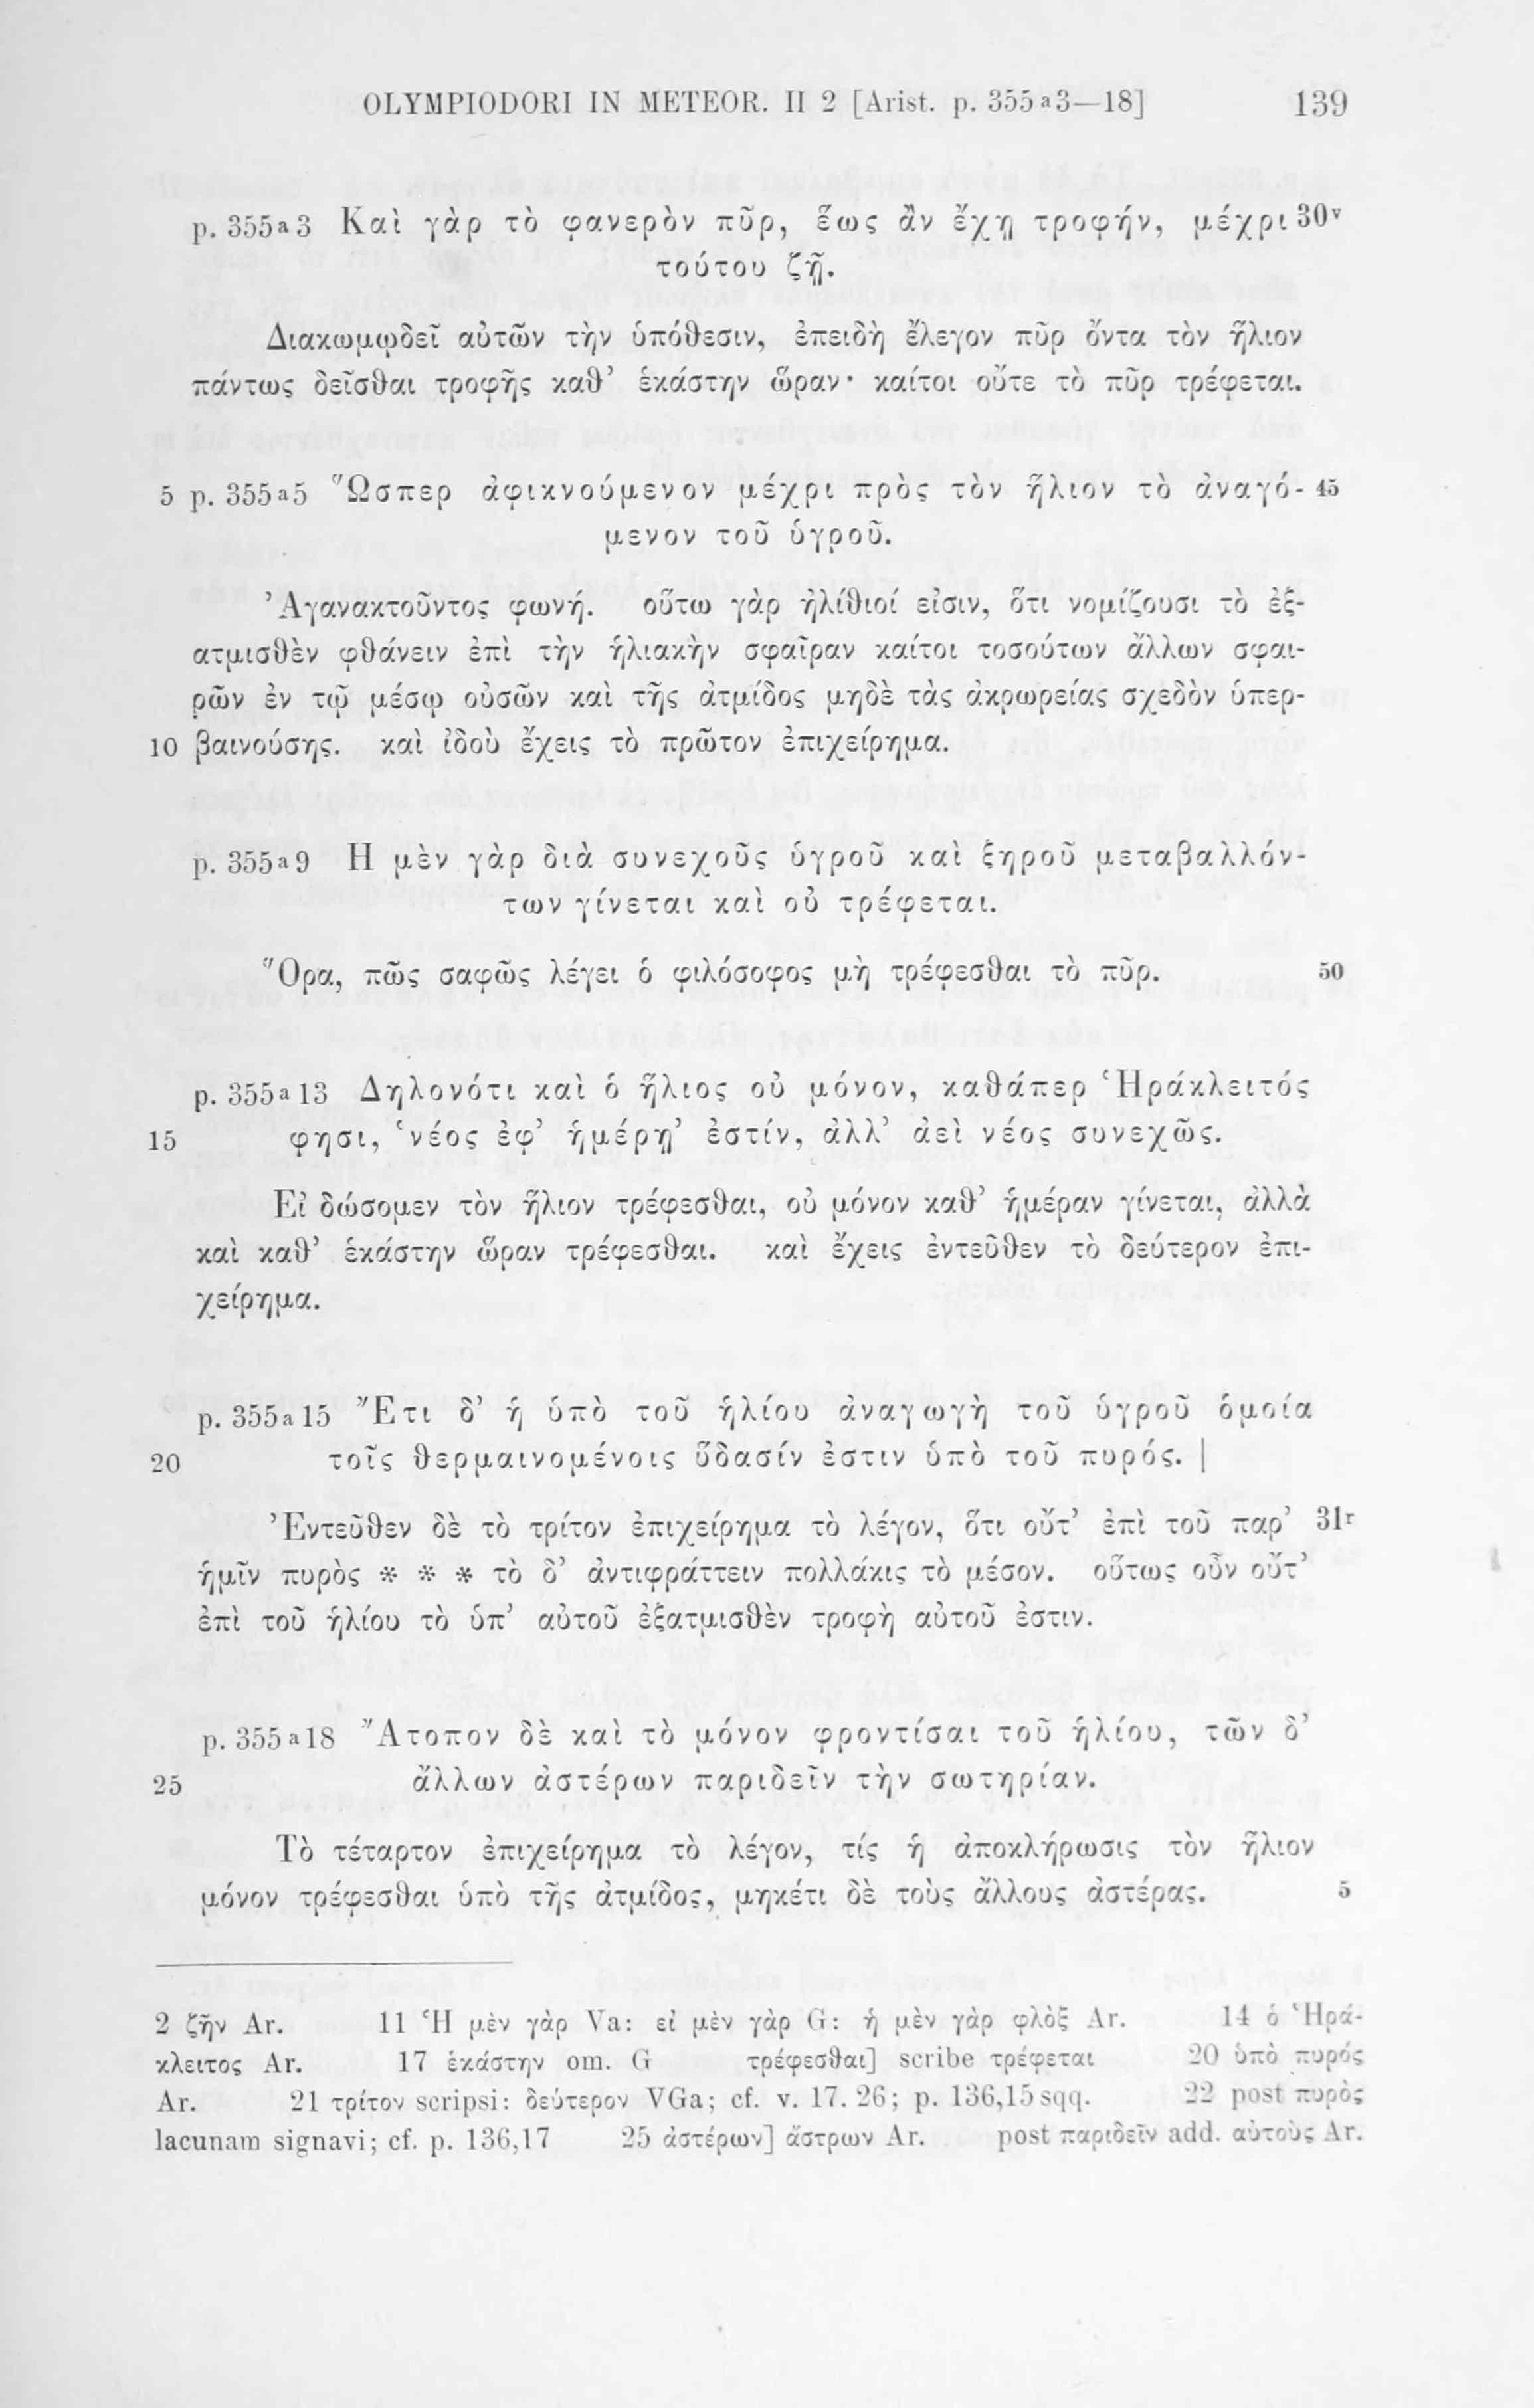 OLYMPIODORI IN METEOR. II 2 [Arist. p. 355a3—18] 139
p. 355a3 Καὶ γὰρ τὸ φανερὸν πῦρ, ἕως ἂν ἔχῃ τροφήν, μέχρι 30v
τούτου ζῇ.
Διακωμῳδεῖ αὐτῶν τὴν ὑπόθεσιν, ἐπειδὴ ἔλεγον πῦρ ὄντα τὸν ἥλιον
πάντως δεῖσθαι τροφῆς καθ’ ἑκάστην ὥραν· καίτοι οὔτε τὸ πῦρ τρέφεται.
5 p. 355a5 Ὥσπερ ἀφικνούμενον μέχρι πρὸς τὸν ἥλιον τὸ ἀναγό- 45
μενον τοῦ ὑγροῦ.
Ἀγανακτοῦντος φωνή. οὕτω γὰρ ἠλίθιοί εἰσιν, ὅτι νομίζουσι τὸ ἐξ-
ατμισθὲν φθάνειν ἐπὶ τὴν ἡλιακὴν σφαῖραν καίτοι τοσούτων ἄλλων σφαι-
ρῶν ἐν τῷ μέσῳ οὐσῶν καὶ τῆς ἀτμίδος μηδὲ τὰς ἀκρωρείας σχεδὸν ὑπερ-
10 βαινούσης. καὶ ἰδοὺ ἔχεις τὸ πρῶτον ἐπιχείρημα.
p. 355a9 Η μὲν γὰρ διὰ συνεχοῦς ὑγροῦ καὶ ξηροῦ μεταβαλλόν-
των γίνεται καὶ οὐ τρέφεται.
Ὅρα, πῶς σαφῶς λέγει ὁ φιλόσοφος μὴ τρέφεσθαι τὸ πῦρ. 50
p. 355a13 Δηλονότι καὶ ὁ ἥλιος οὐ μόνον, καθάπερ Ἡράκλειτός
15 φησι, ‘νέος ἐφ’ ἡμέρῃ’ ἐστίν, ἀλλ’ ἀεὶ νέος συνεχῶς.
Εἰ δώσομεν τὸν ἥλιον τρέφεσθαι, οὐ μόνον καθ’ ἡμέραν γίνεται, ἀλλὰ
καὶ καθ’ ἑκάστην ὥραν τρέφεσθαι. καὶ ἔχεις ἐντεῦθεν τὸ δεύτερον ἐπι-
χείρημα.
p. 355a15 Ἔτι δ’ ἡ ὑπὸ τοῦ ἡλίου ἀναγωγὴ τοῦ ὑγροῦ ὁμοία
20 τοῖς θερμαινομένοις ὕδασίν ἐστιν ὑπὸ τοῦ πυρός. |
Ἐντεῦθεν δὲ τὸ τρίτον ἐπιχείρημα τὸ λέγον, ὅτι οὔτ’ ἐπὶ τοῦ παρ’ 31r
ἡμῖν πυρὸς * * * τὸ δ’ ἀντιφράττειν πολλάκις τὸ μέσον. οὕτως οὖν οὔτ’
ἐπὶ τοῦ ἡλίου τὸ ὑπ’ αὐτοῦ ἐξατμισθὲν τροφὴ αὐτοῦ ἐστιν.
p. 355a18 Ἄτοπον δὲ καὶ τὸ μόνον φροντίσαι τοῦ ἡλίου, τῶν δ’
25 ἄλλων ἀστέρων παριδεῖν τὴν σωτηρίαν.
Τὸ τέταρτον ἐπιχείρημα τὸ λέγον, τίς ἡ ἀποκλήρωσις τὸν ἥλιον
μόνον τρέφεσθαι ὑπὸ τῆς ἀτμίδος, μηκέτι δὲ τοὺς ἄλλους ἀστέρας. 5
2 ζῆν Ar. 11 Ἡ μὲν γὰρ Va: εἰ μὲν γὰρ G: ἡ μὲν γὰρ φλὸξ Ar. 14 ὁ Ἡρά-
κλειτος Ar. 17 ἑκάστην om. G τρέφεσθαι] scribe τρέφεται 20 ὑπὸ πυρός
Ar. 21 τρίτον scripsi: δεύτερον VGa; cf. v. 17. 26; p. 136,15 sqq. 22 post πυρὸς
lacunam signavi; cf. p. 136,17 25 ἀστέρων] ἄστρων Ar. post παριδεῖν add. αὐτοὺς Ar.